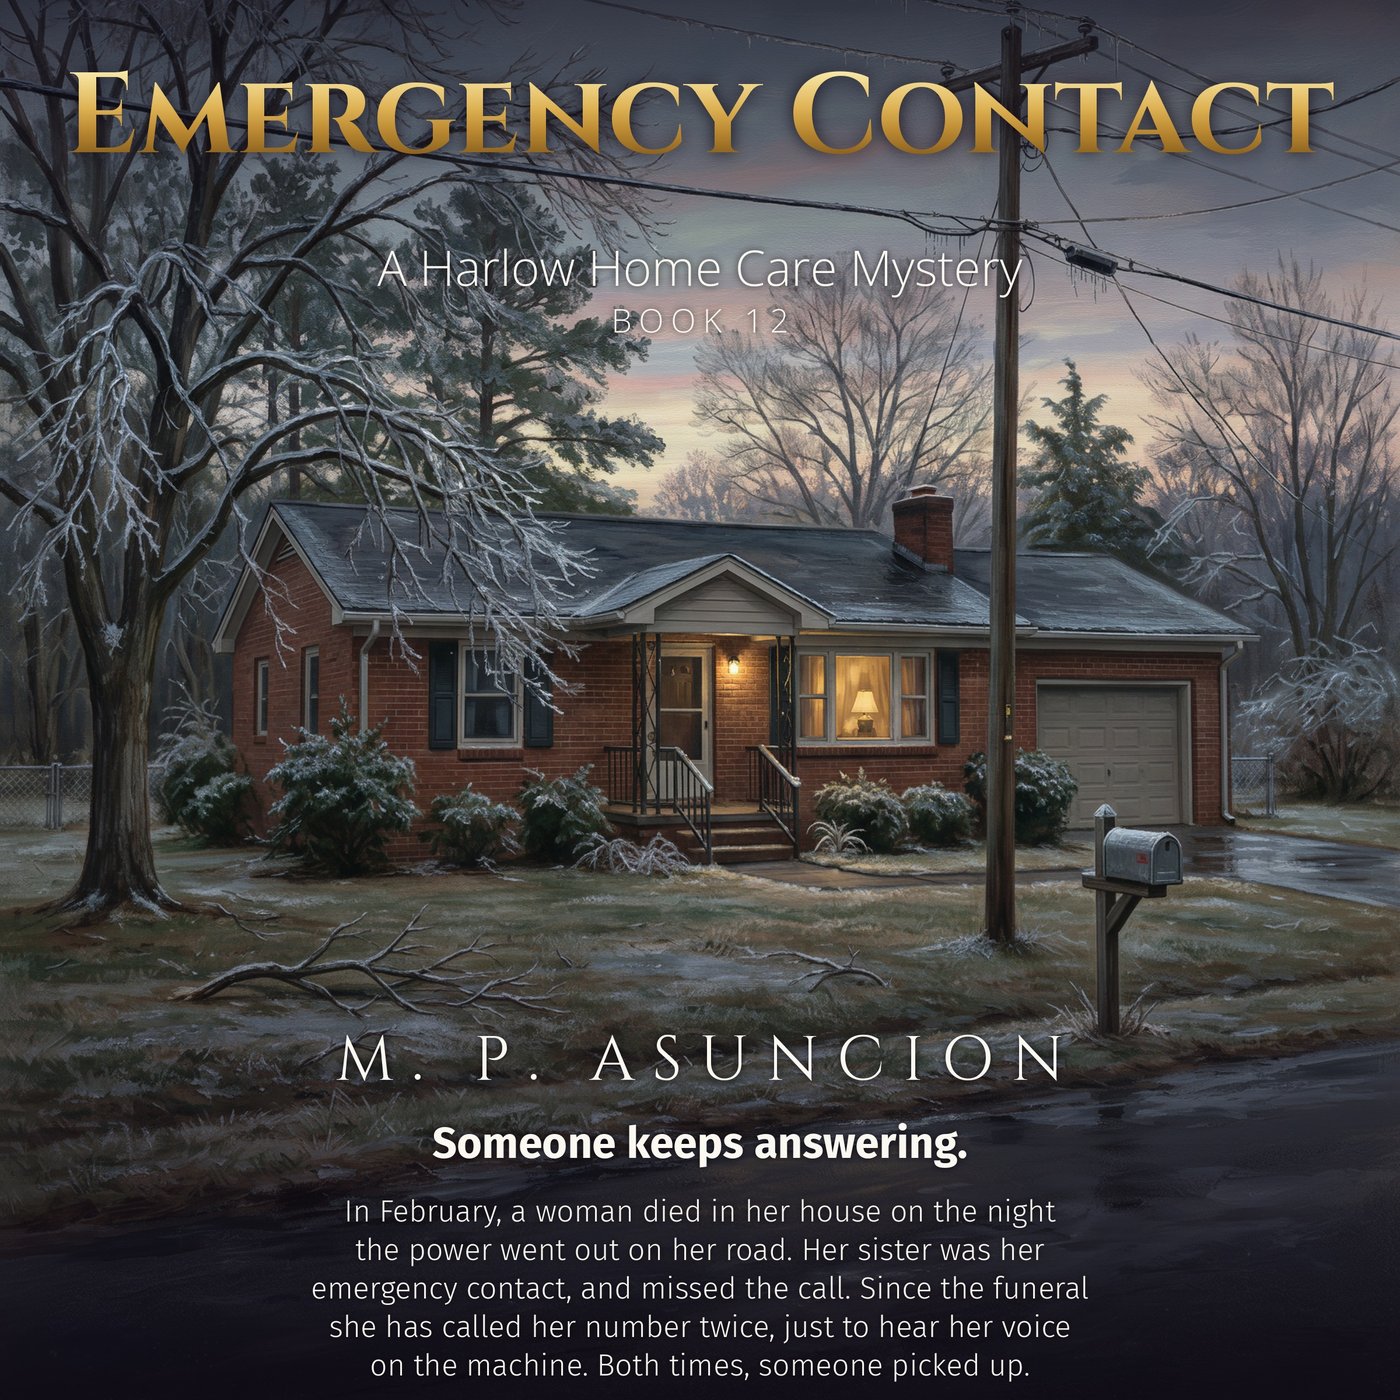 EMERGENCY CONTACT
A Harlow Home Care Mystery
BOOK 12
M. P. ASUNCION
Someone keeps answering.
In February, a woman died in her house on the night
the power went out on her road. Her sister was her
emergency contact, and missed the call. Since the funeral
she has called her number twice, just to hear her voice
on the machine. Both times, someone picked up.